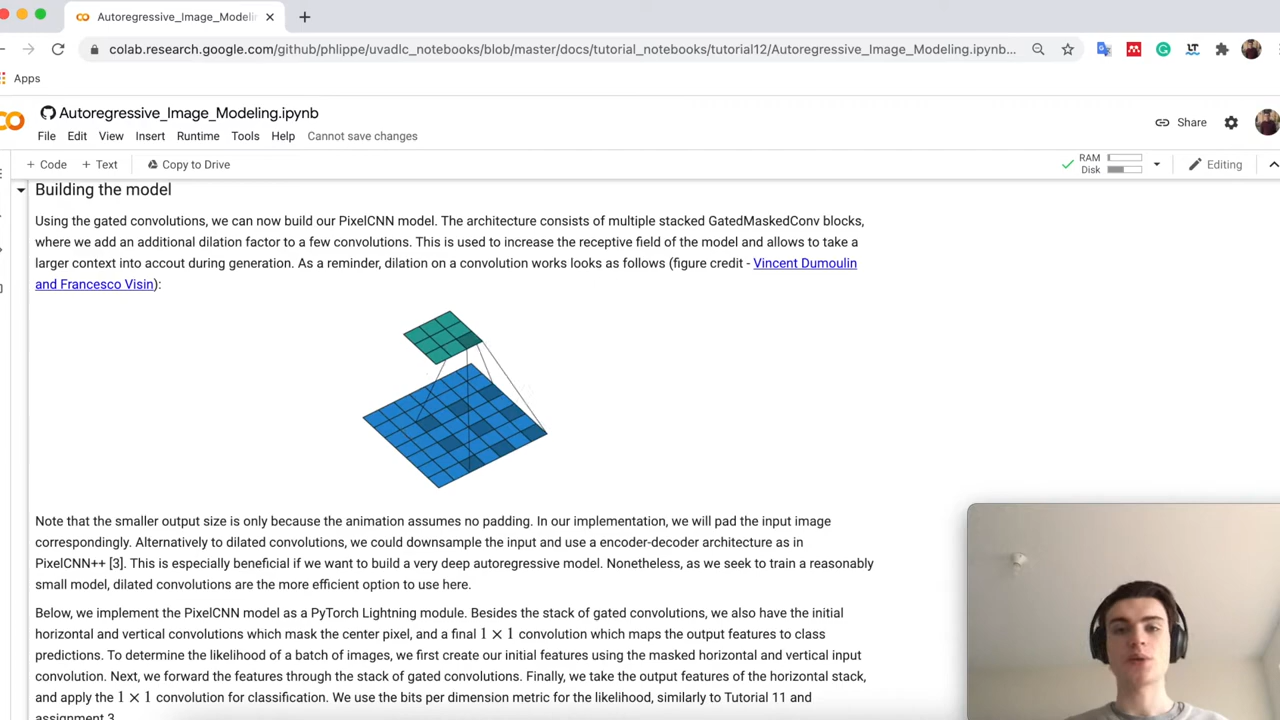 Autoregressive_Image_Modelin
colab.research.google.com/github/phlippe/uvadlc_notebooks/blob/master/docs/tutorial_notebooks/tutorial12/Autoregressive_Image_Modeling.ipynb…
Apps
Autoregressive_Image_Modeling.ipynb
Share
File Edit View Insert Runtime Tools Help Cannot save changes
+ Code + Text Copy to Drive
RAM
Disk
Editing
Building the model
Using the gated convolutions, we can now build our PixelCNN model. The architecture consists of multiple stacked GatedMaskedConv blocks,
where we add an additional dilation factor to a few convolutions. This is used to increase the receptive field of the model and allows to take a
larger context into accout during generation. As a reminder, dilation on a convolution works looks as follows (figure credit - Vincent Dumoulin
and Francesco Visin):
Note that the smaller output size is only because the animation assumes no padding. In our implementation, we will pad the input image
correspondingly. Alternatively to dilated convolutions, we could downsample the input and use a encoder-decoder architecture as in
PixelCNN++ [3]. This is especially beneficial if we want to build a very deep autoregressive model. Nonetheless, as we seek to train a reasonably
small model, dilated convolutions are the more efficient option to use here.
Below, we implement the PixelCNN model as a PyTorch Lightning module. Besides the stack of gated convolutions, we also have the initial
horizontal and vertical convolutions which mask the center pixel, and a final 1 × 1 convolution which maps the output features to class
predictions. To determine the likelihood of a batch of images, we first create our initial features using the masked horizontal and vertical input
convolution. Next, we forward the features through the stack of gated convolutions. Finally, we take the output features of the horizontal stack,
and apply the 1 × 1 convolution for classification. We use the bits per dimension metric for the likelihood, similarly to Tutorial 11 and
assignment 3.